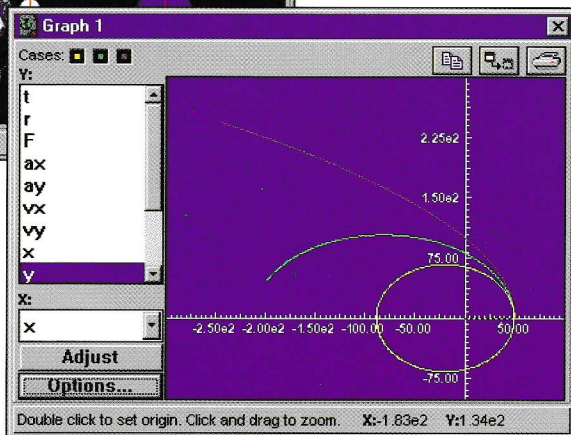 Graph 1
Cases:
Y:
t
r
F
ax
ay
vx
vy
x
y
X:
x
Adjust
Options...
2.25e2
1.50e2
75.00
-2.50e2 -2.00e2 -1.50e2 -100.00 -50.00 50.00
-75.00
Double click to set origin. Click and drag to zoom. X:-1.83e2 Y:1.34e2